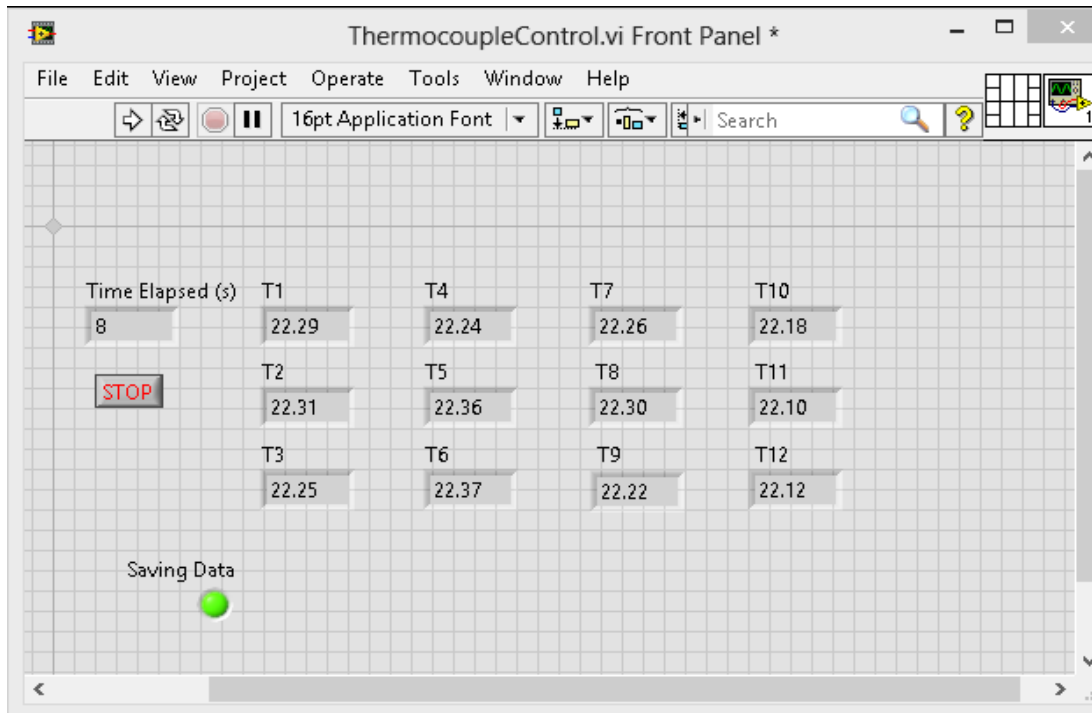 ThermocoupleControl.vi Front Panel *
File Edit View Project Operate Tools Window Help
16pt Application Font Search
1
Time Elapsed (s) T1 T4 T7 T10
8 22.29 22.24 22.26 22.18
STOP
T2 T5 T8 T11
22.31 22.36 22.30 22.10
T3 T6 T9 T12
22.25 22.37 22.22 22.12
Saving Data